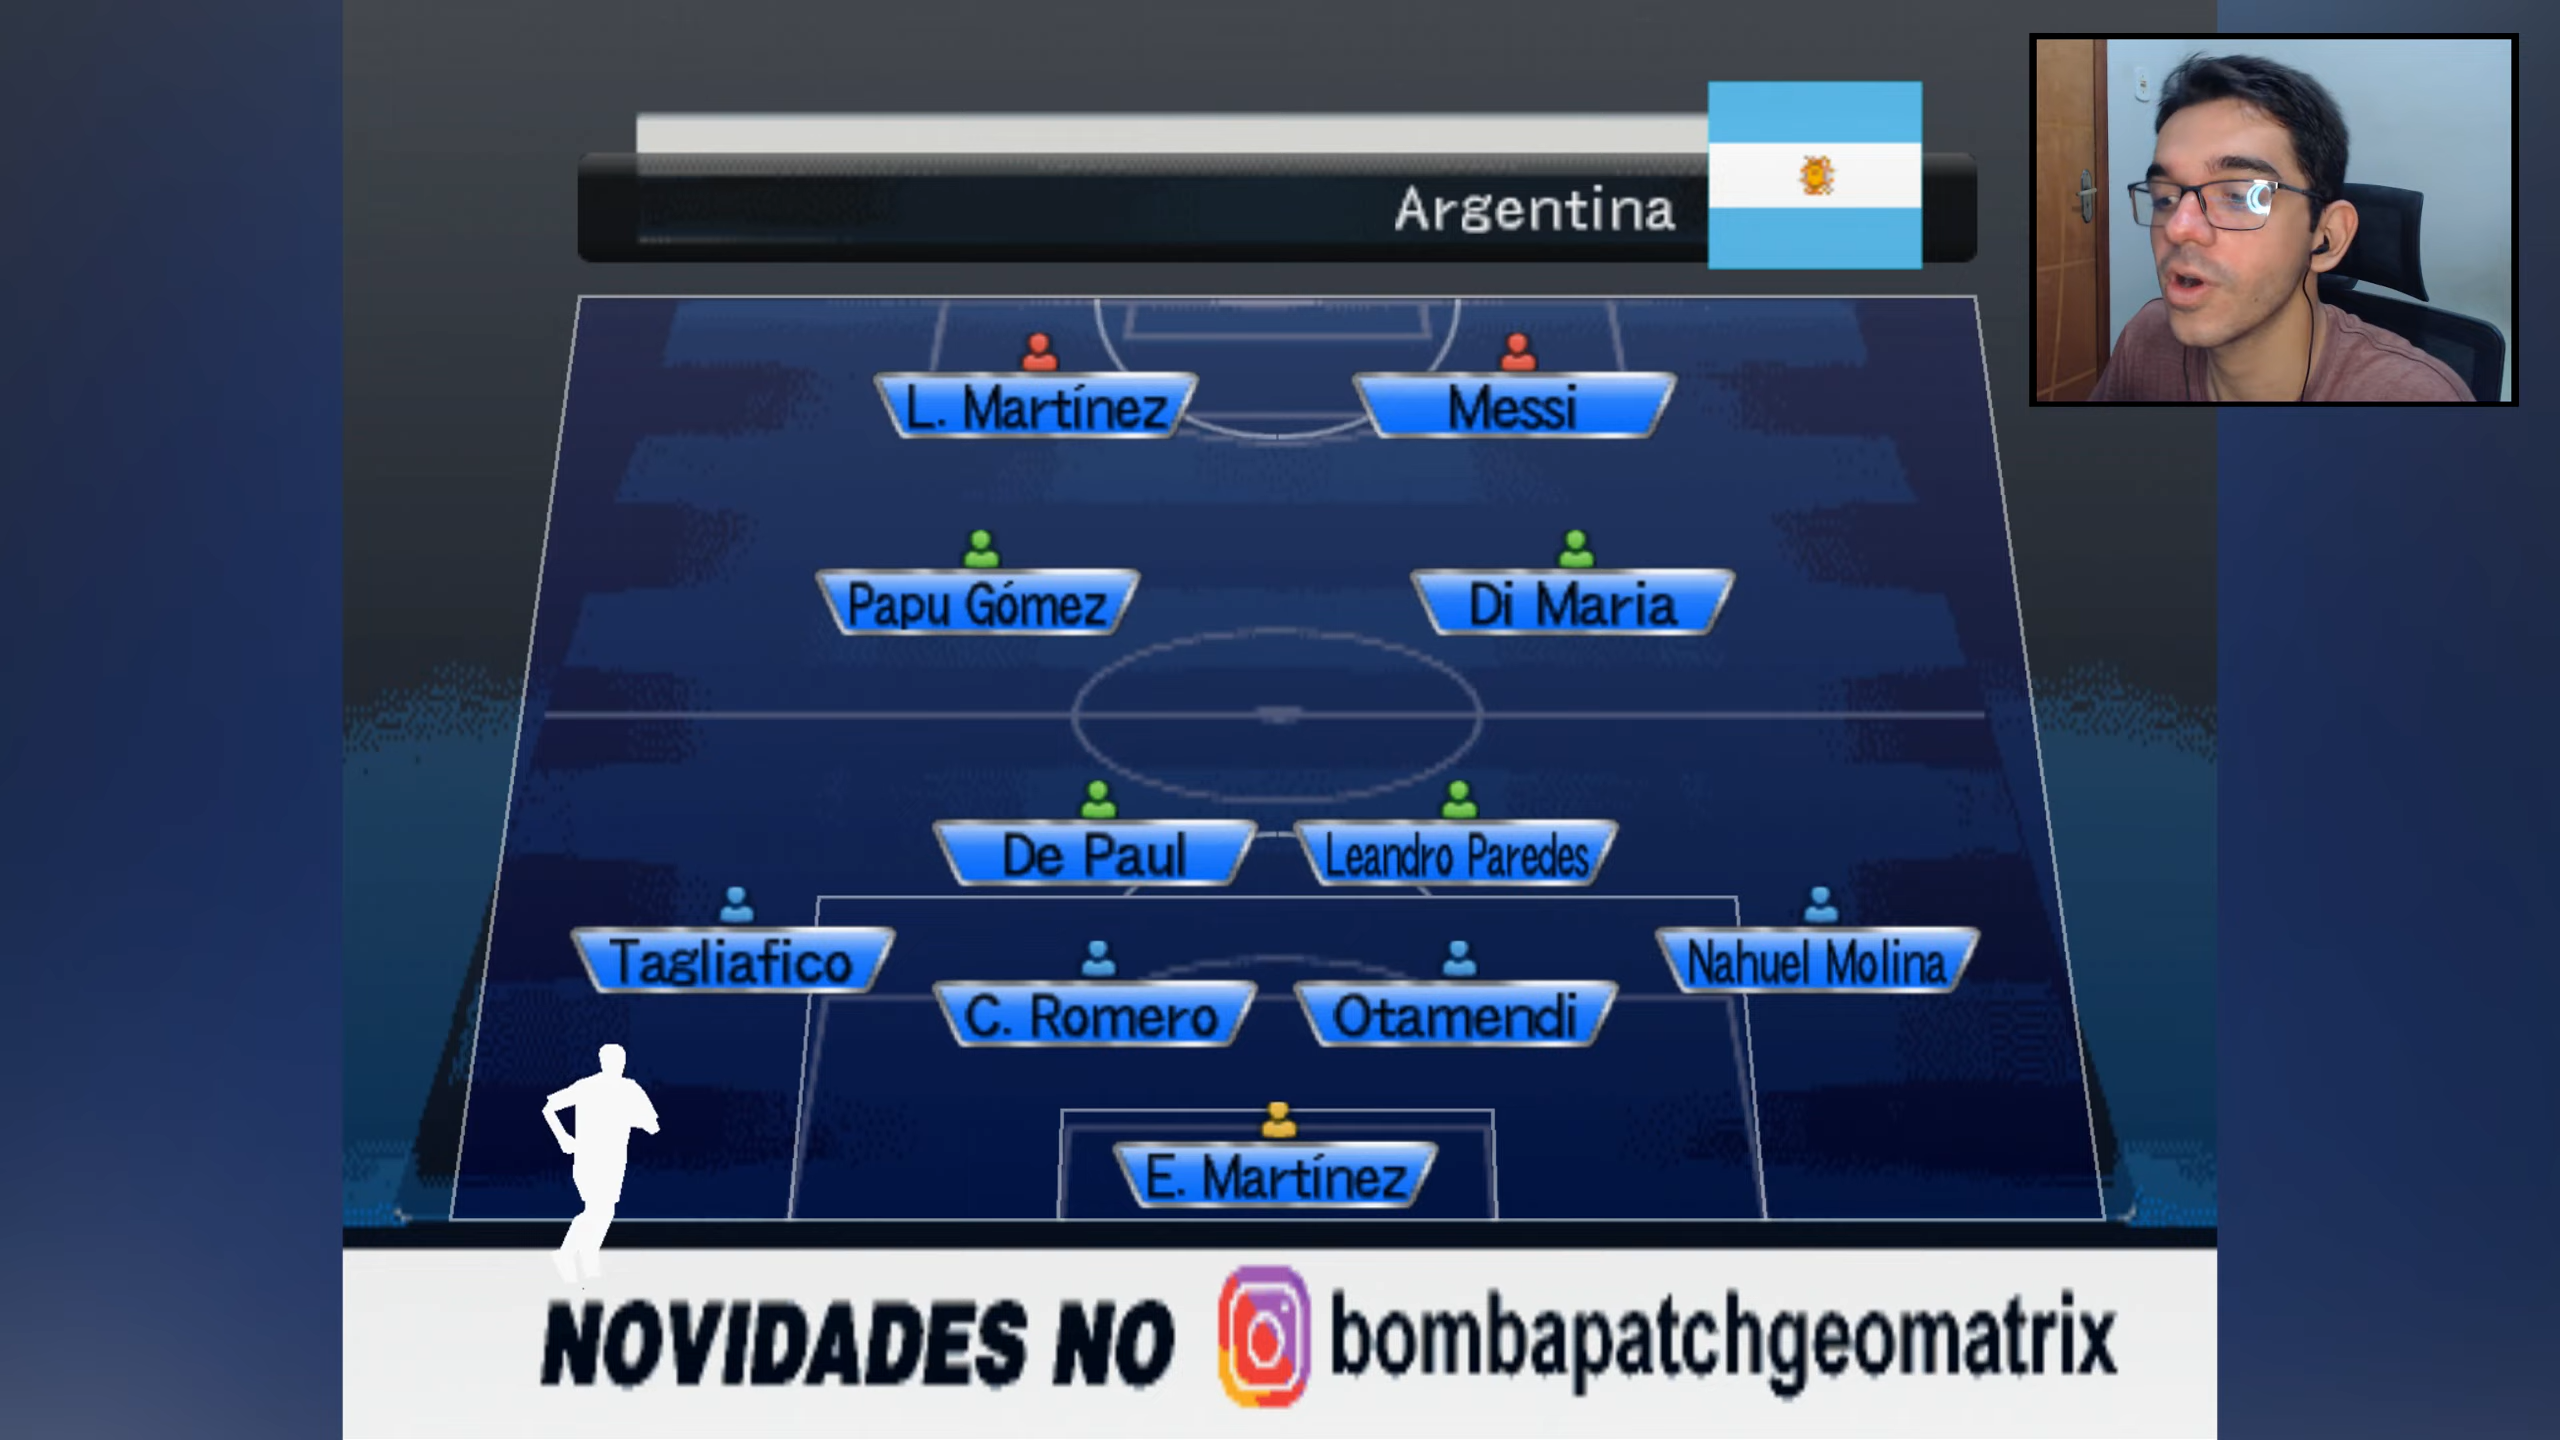 Argentina
L. Martínez
Messi
Papu Gómez
Di Maria
De Paul
Leandro Paredes
Tagliafico
Nahuel Molina
C. Romero
Otamendi
E. Martínez
NOVIDADES NO bombapatchgeomatrix